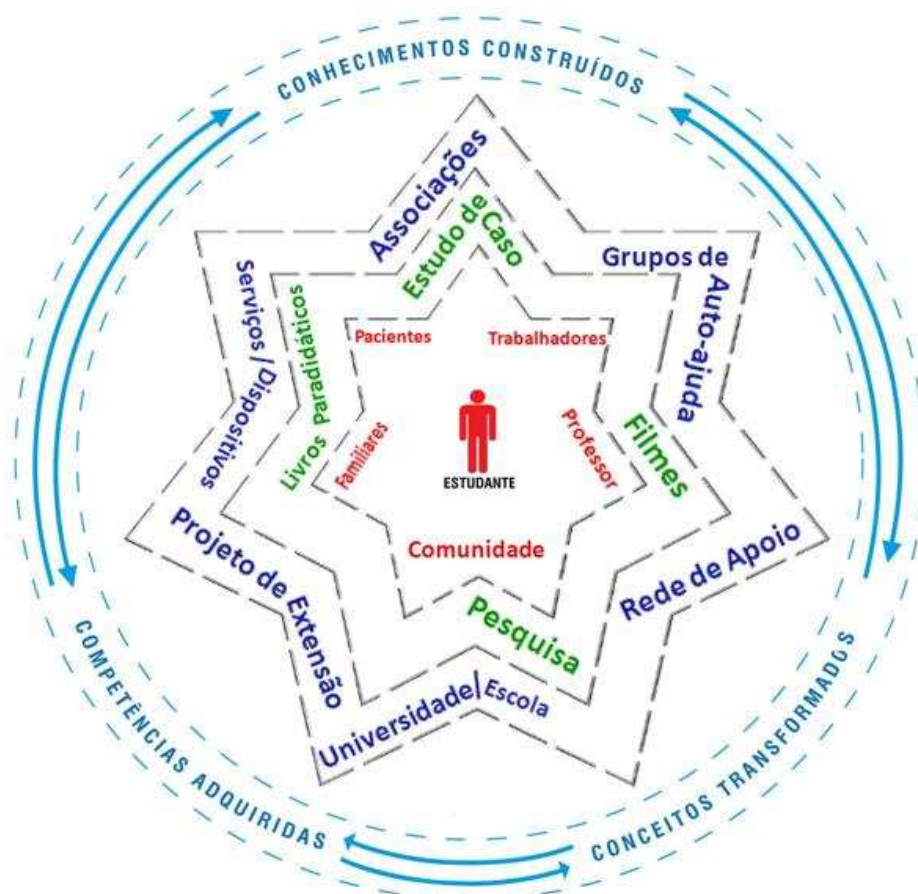 CONHECIMENTOS CONSTRUÍDOS
Associações
Estudo de
Caso
Grupos de
Auto-ajuda
Serviços / Dispositivos
Livros Paradidáticos
Pacientes
Trabalhadores
Familiares
Professor
Filmes
ESTUDANTE
Comunidade
Projeto de
Extensão
Pesquisa
Rede de Apoio
Universidade/
Escola
COMPETÊNCIAS ADQUIRIDAS
CONCEITOS TRANSFORMADOS